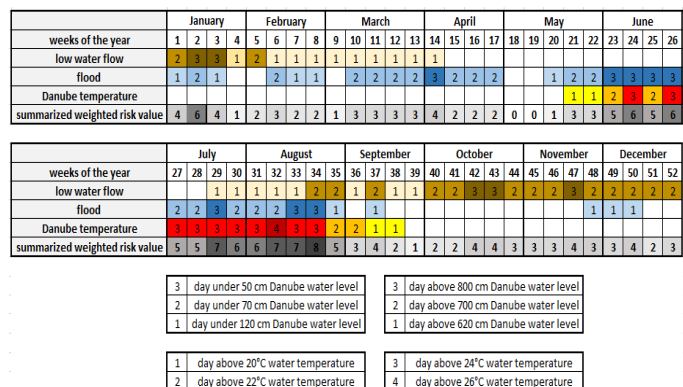 January February March April May June
weeks of the year 1 2 3 4 5 6 7 8 9 10 11 12 13 14 15 16 17 18 19 20 21 22 23 24 25 26
low water flow 2 3 3 1 2 1 1 1 1 1 1 1 1 1
flood 1 2 1 2 1 1 2 2 2 2 3 2 2 2 1 2 2 3 3 3 3
Danube temperature 1 1 2 3 2 3
summarized weighted risk value 4 6 4 1 2 3 2 2 1 3 3 3 3 4 2 2 2 0 0 1 3 3 5 6 5 6
July August September October November December
weeks of the year 27 28 29 30 31 32 33 34 35 36 37 38 39 40 41 42 43 44 45 46 47 48 49 50 51 52
low water flow 1 1 1 1 1 2 2 1 2 1 1 2 2 3 3 2 2 2 3 2 2 2 2 2
flood 2 2 3 2 2 2 3 3 1 1 1 1 1
Danube temperature 3 3 3 3 3 4 3 3 2 2 1 1
summarized weighted risk value 5 5 7 6 6 7 7 8 5 3 4 2 1 2 2 4 4 3 3 3 4 3 3 4 2 3
3 day under 50 cm Danube water level 3 day above 800 cm Danube water level
2 day under 70 cm Danube water level 2 day above 700 cm Danube water level
1 day under 120 cm Danube water level 1 day above 620 cm Danube water level
1 day above 20°C water temperature 3 day above 24°C water temperature
2 day above 22°C water temperature 4 day above 26°C water temperature